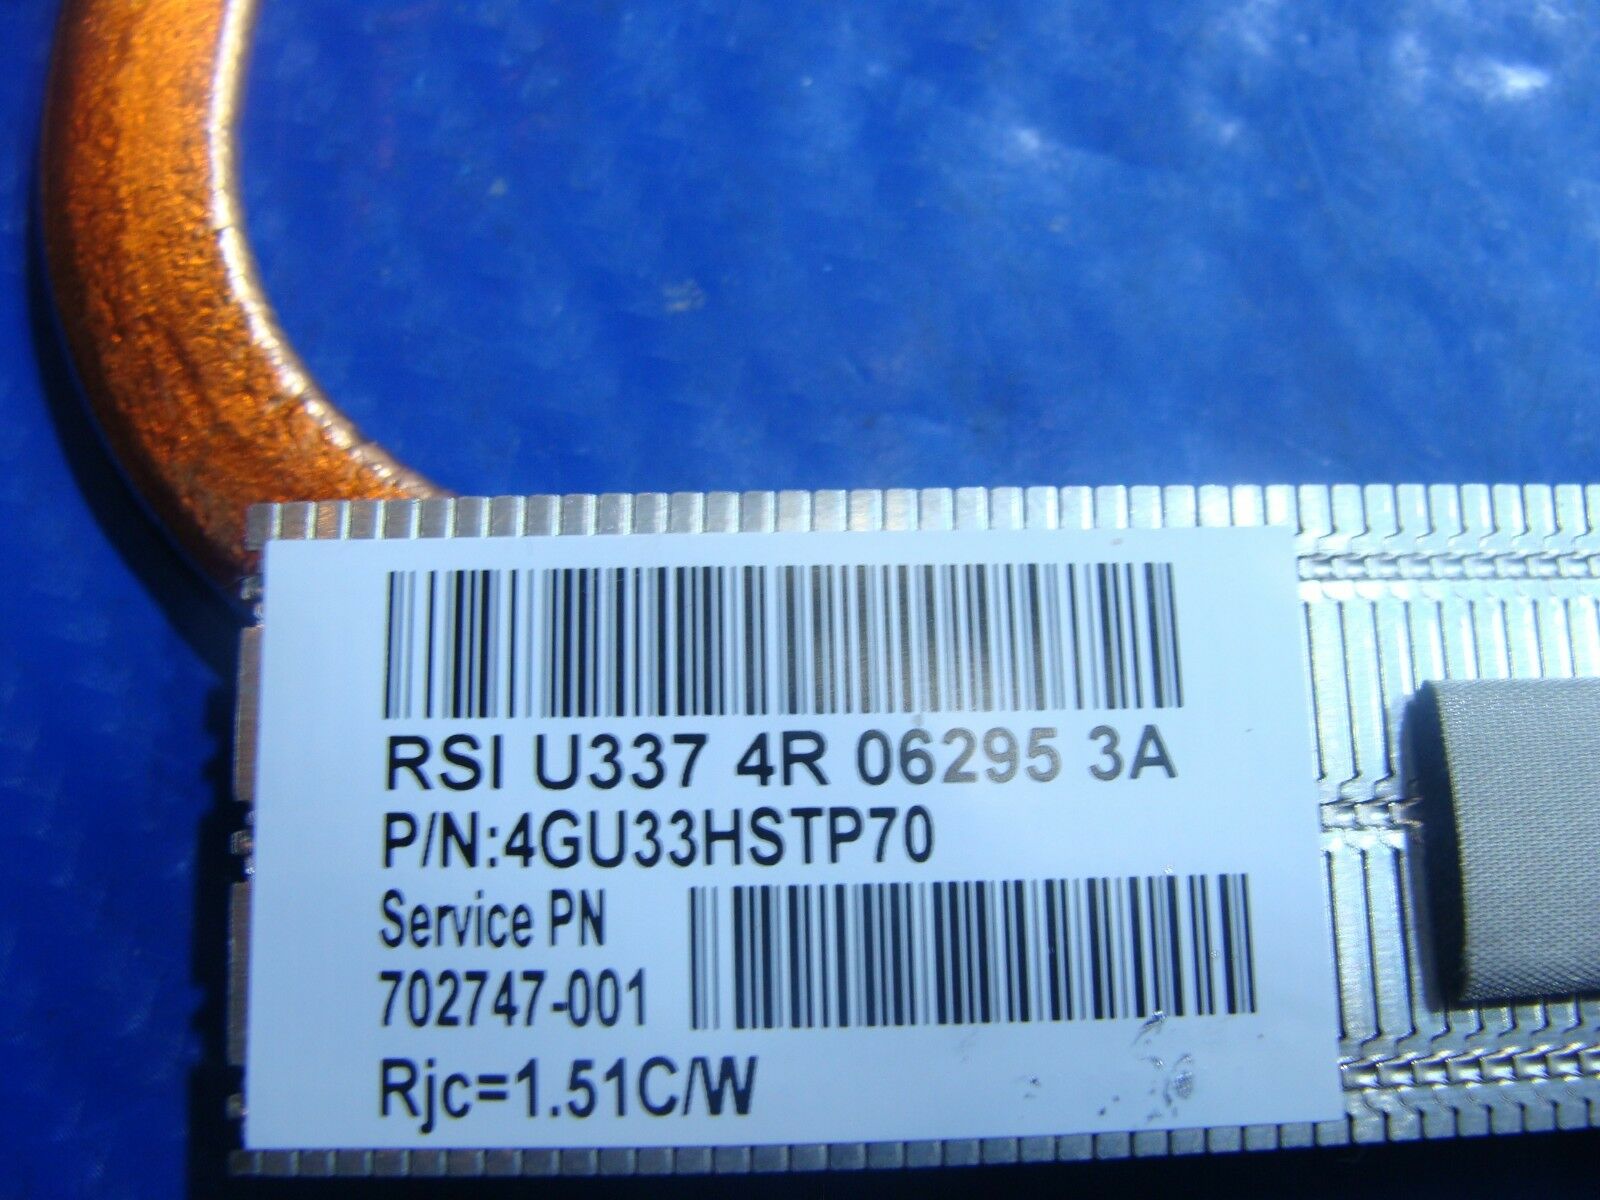 RSI U337 4R 06295 3A
P/N:4GU33HSTP70
Service PN
702747-001
Rjc=1.51C/W